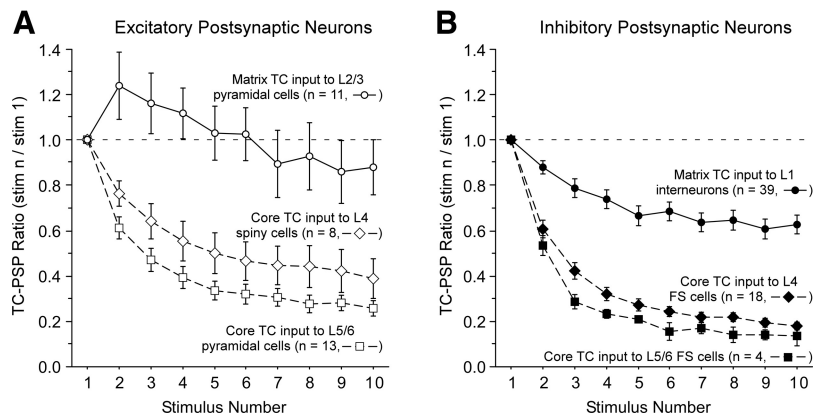 A
Excitatory Postsynaptic Neurons
TC-PSP Ratio (stim n / stim 1)
1.4
1.2
1.0
0.8
0.6
0.4
0.2
0.0
Matrix TC input to L2/3
pyramidal cells (n = 11, —○—)
Core TC input to L4
spiny cells (n = 8, –◇–)
Core TC input to L5/6
pyramidal cells (n = 13, –□–)
1 2 3 4 5 6 7 8 9 10
Stimulus Number
B
Inhibitory Postsynaptic Neurons
TC-PSP Ratio (stim n / stim 1)
1.4
1.2
1.0
0.8
0.6
0.4
0.2
0.0
Matrix TC input to L1
interneurons (n = 39, —●—)
Core TC input to L4
FS cells (n = 18, –◆–)
Core TC input to L5/6 FS cells (n = 4, –■–)
1 2 3 4 5 6 7 8 9 10
Stimulus Number